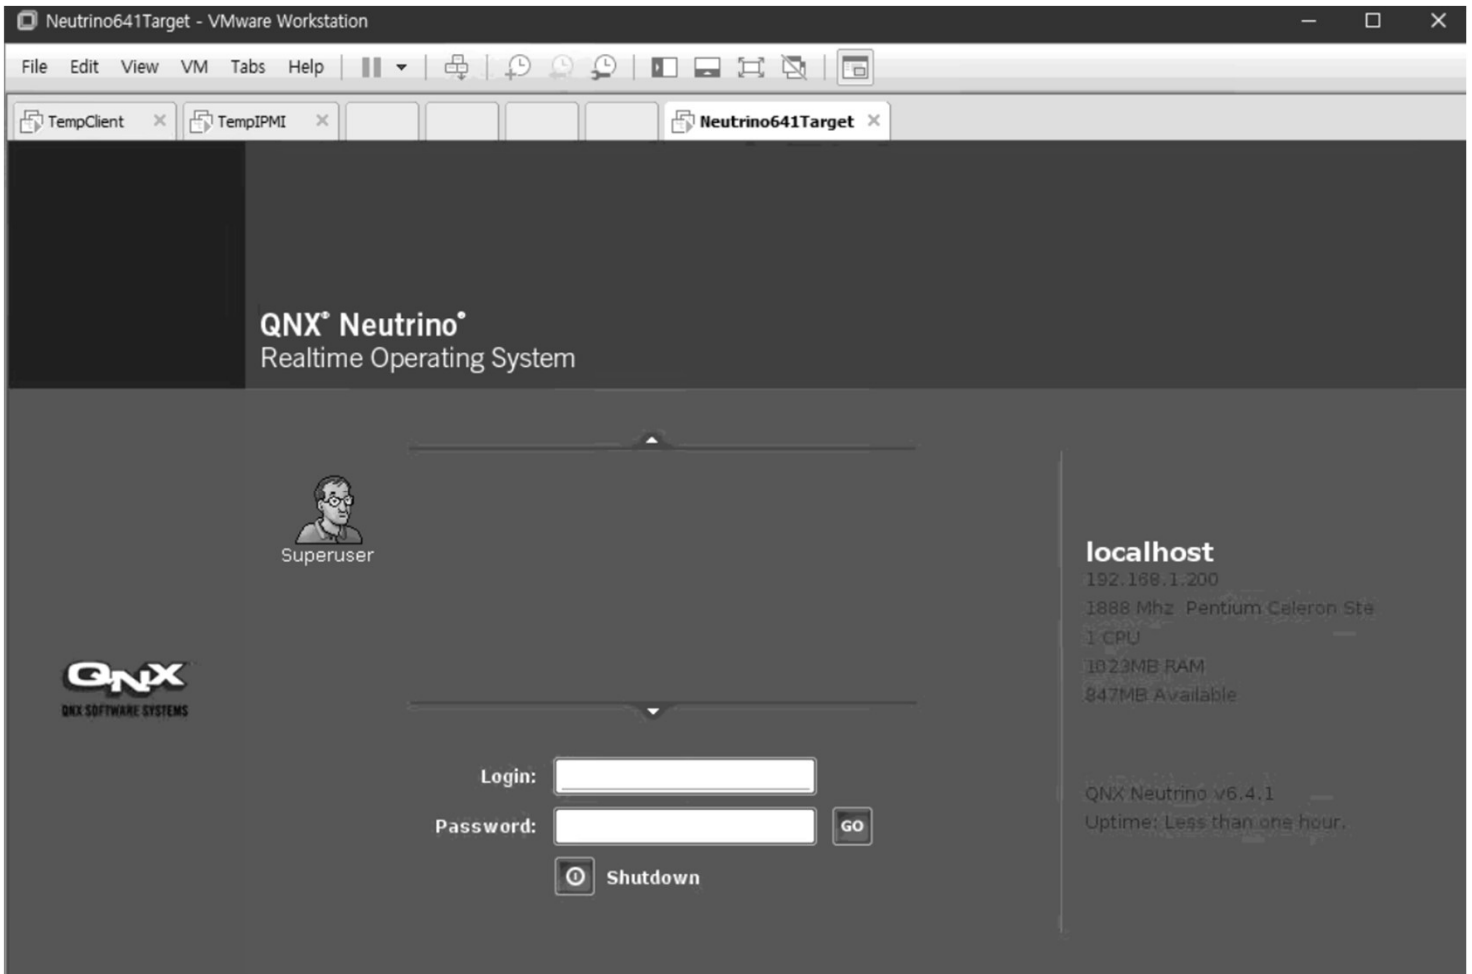 Neutrino641Target - VMware Workstation
File Edit View VM Tabs Help
TempClient TempIPMI Neutrino641Target
QNX® Neutrino®
Realtime Operating System
Superuser
localhost
192.168.1.200
1888 Mhz Pentium Celeron Ste
1 CPU
1023MB RAM
847MB Available
QNX
QNX SOFTWARE SYSTEMS
Login:
Password: GO
Shutdown
QNX Neutrino v6.4.1
Uptime: Less than one hour.